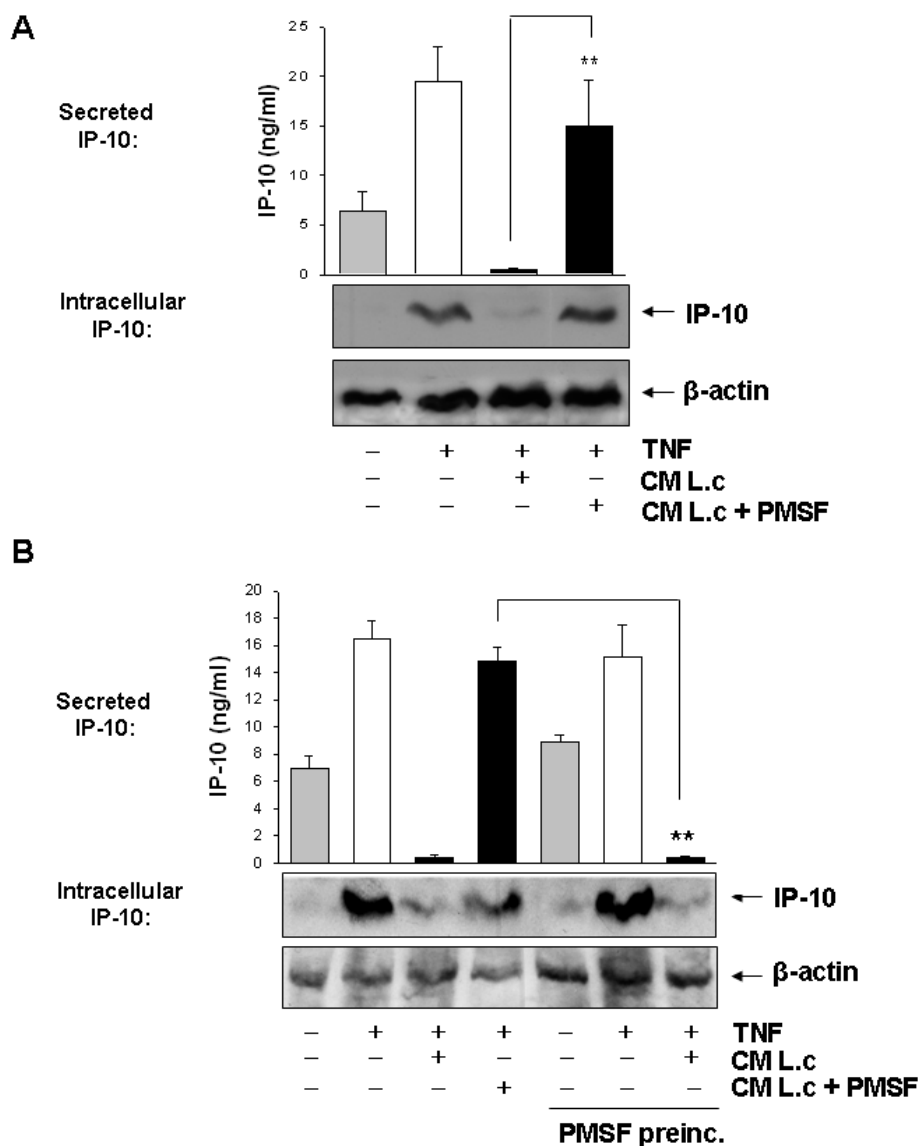 A
Secreted
IP-10:
IP-10 (ng/ml)
25
20
15
10
5
0
**
Intracellular
IP-10:
IP-10
β-actin
– + + + TNF
– – + – CM L.c
– – – + CM L.c + PMSF
B
Secreted
IP-10:
IP-10 (ng/ml)
20
18
16
14
12
10
8
6
4
2
0
**
Intracellular
IP-10:
IP-10
β-actin
– + + + – + + TNF
– – + – – – + CM L.c
– – – + – – – CM L.c + PMSF
PMSF preinc.